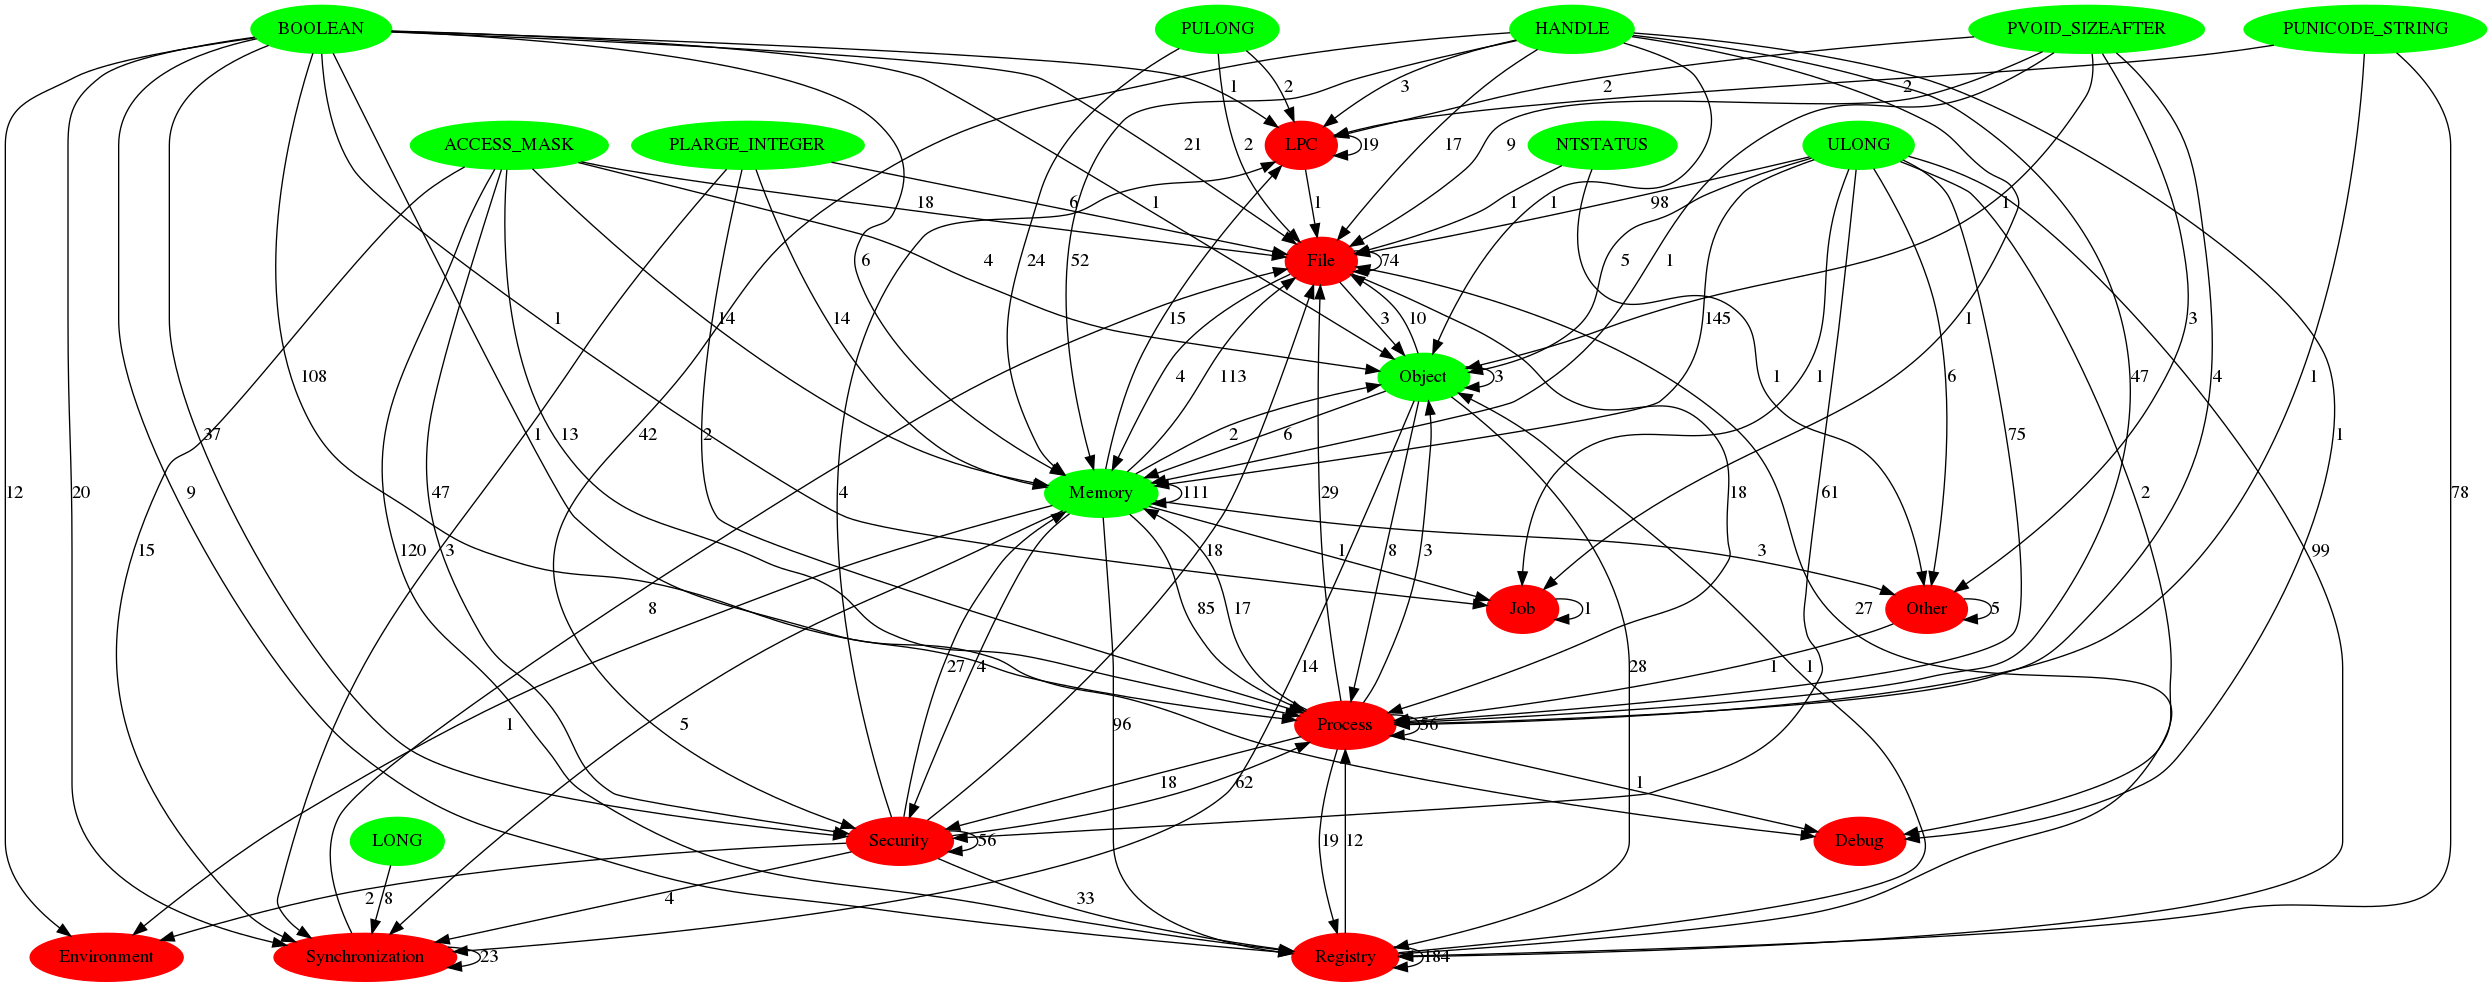 BOOLEAN PULONG HANDLE PVOID_SIZEAFTER PUNICODE_STRING
1 2 3 2 2
ACCESS_MASK PLARGE_INTEGER LPC 19 NTSTATUS ULONG
18 6 1 21 2 1 17 9 1 98 1
4 24 52 File 74 5 1
1 14 14 6 15 3 10 145 1 3 1
108 4 113 Object 3 1 1 6 47 4 1
37 1 13 42 2 2 6 18 61 75 2 1
12 20 9 47 4 Memory 111 29 99 78
15 120 3 18 1 3
8 85 17 Job 1 27 Other 5
27 4 14 8 3 28 1 1
1 5 96 Process 56
18 62 1
LONG Security 56 19 12 Debug
2 8 4 33
Environment Synchronization 23 Registry 184